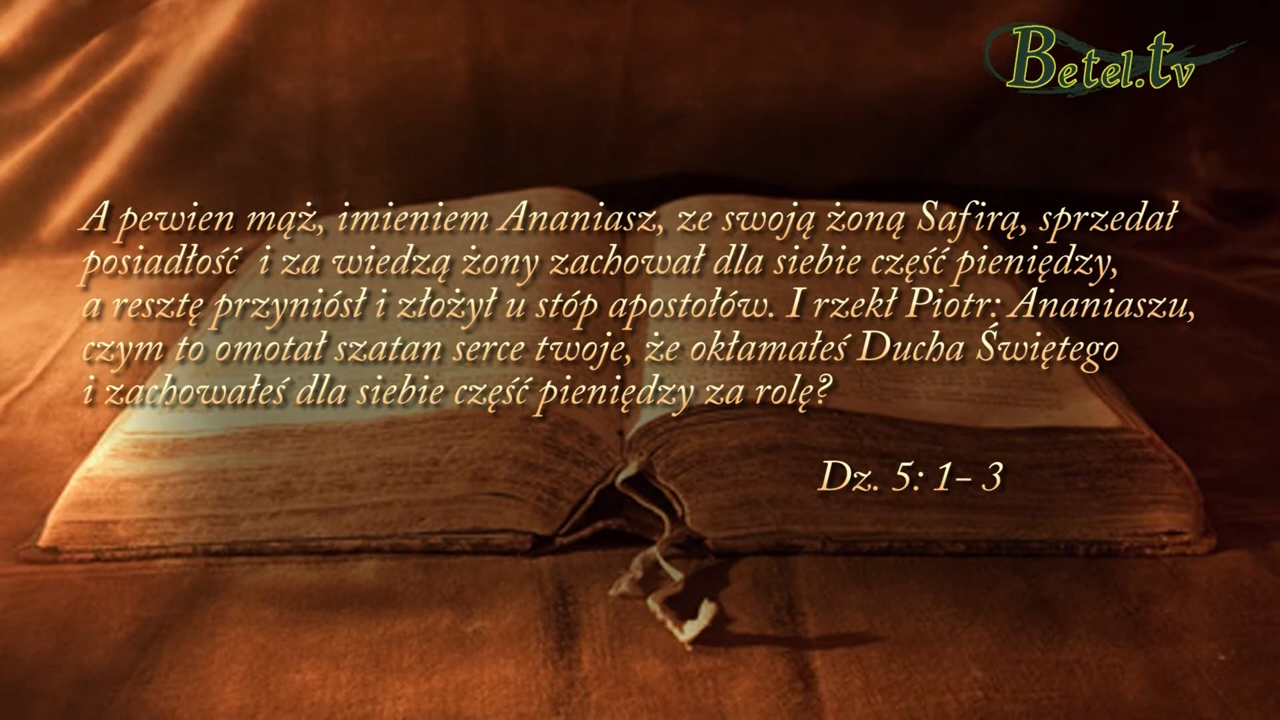 Betel.tv
A pewien mąż, imieniem Ananiasz, ze swoją żoną Safirą, sprzedał
posiadłość i za wiedzą żony zachował dla siebie część pieniędzy,
a resztę przyniósł i złożył u stóp apostołów. I rzekł Piotr: Ananiaszu,
czym to omotał szatan serce twoje, że okłamałeś Ducha Świętego
i zachowałeś dla siebie część pieniędzy za rolę?
Dz. 5: 1- 3